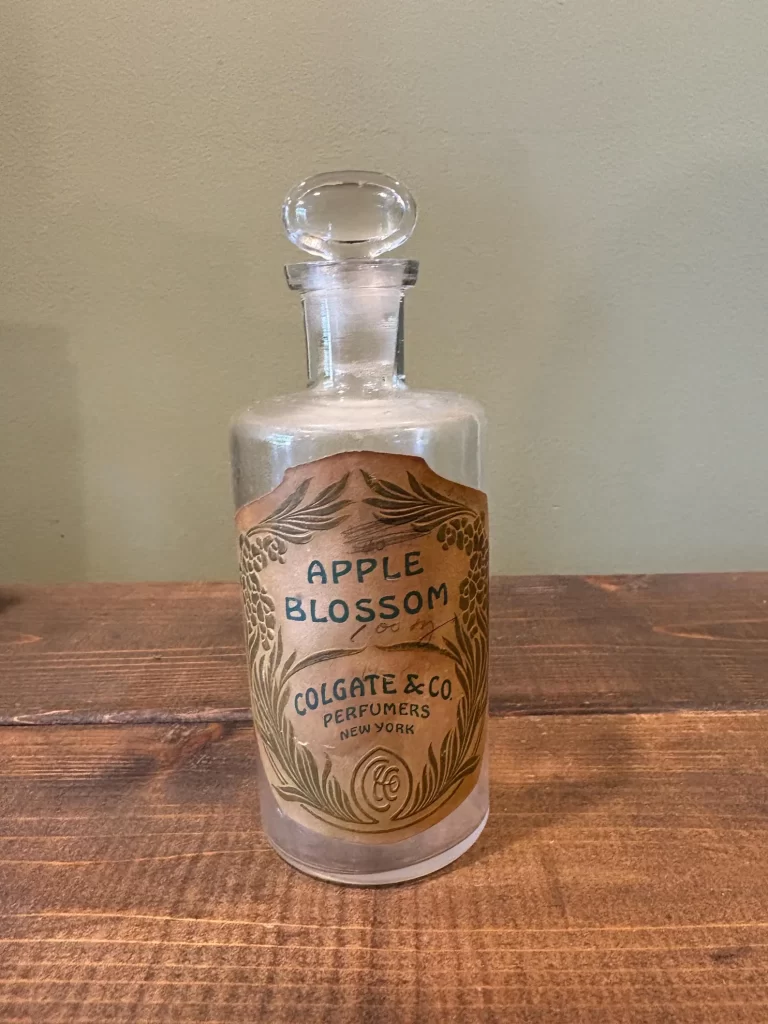 APPLE
BLOSSOM
COLGATE & CO.
PERFUMERS
NEW YORK